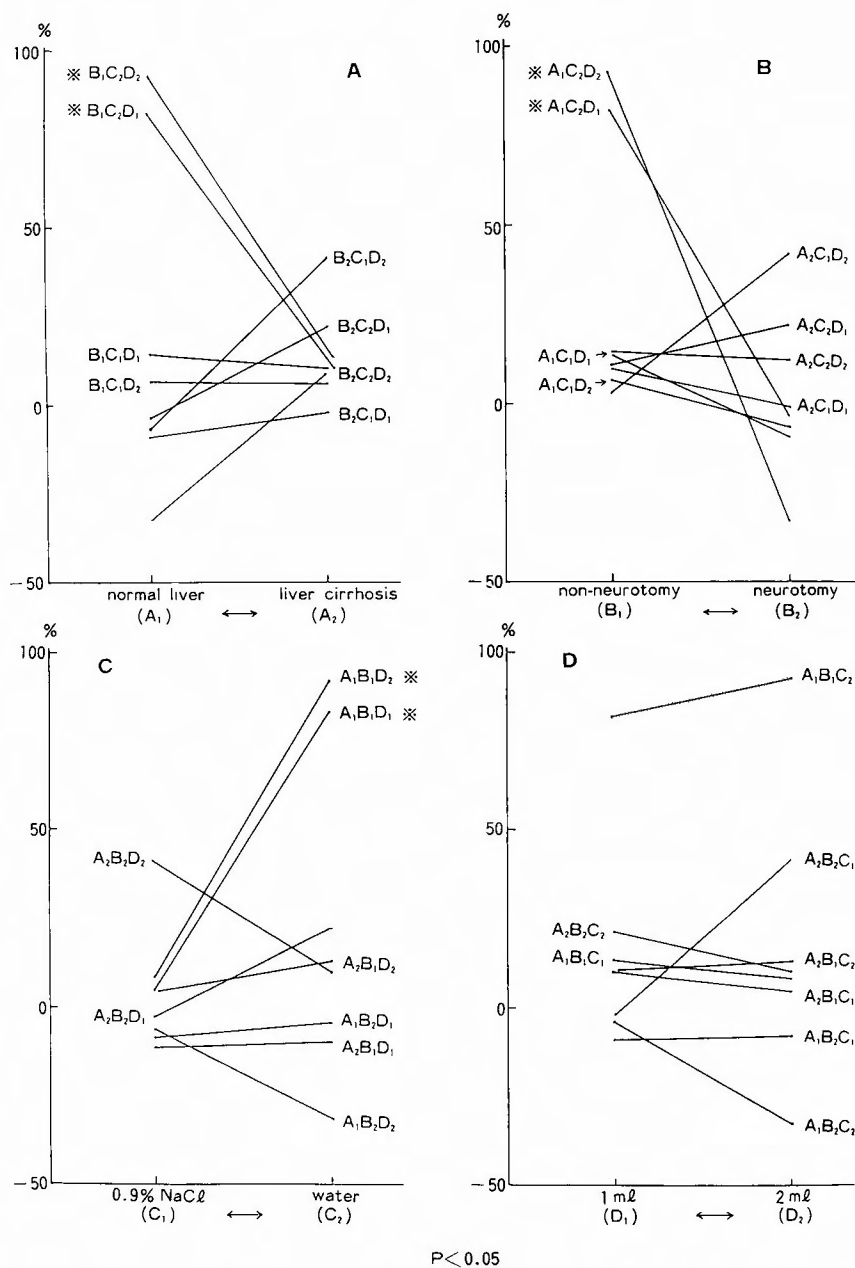 %
100
50
0
−50
A
※ B₁C₂D₂
※ B₁C₂D₁
B₂C₁D₂
B₂C₂D₁
B₁C₁D₁
B₁C₁D₂
B₂C₂D₂
B₂C₁D₁
normal liver ↔ liver cirrhosis
(A₁) (A₂)
%
100
50
0
−50
B
※ A₁C₂D₂
※ A₁C₂D₁
A₂C₁D₂
A₂C₂D₁
A₁C₁D₁→
A₂C₂D₂
A₁C₁D₂→
A₂C₁D₁
non-neurotomy ↔ neurotomy
(B₁) (B₂)
%
100
50
0
−50
C
A₁B₁D₂ ※
A₁B₁D₁ ※
A₂B₂D₂
A₂B₁D₂
A₂B₂D₁
A₁B₂D₁
A₂B₁D₁
A₁B₂D₂
0.9% NaCℓ ↔ water
(C₁) (C₂)
%
100
50
0
−50
D
A₁B₁C₂
A₂B₂C₁
A₂B₂C₂
A₁B₁C₁
A₂B₁C₂
A₂B₁C₁
A₁B₂C₁
A₁B₂C₂
1 mℓ ↔ 2 mℓ
(D₁) (D₂)
P<0.05